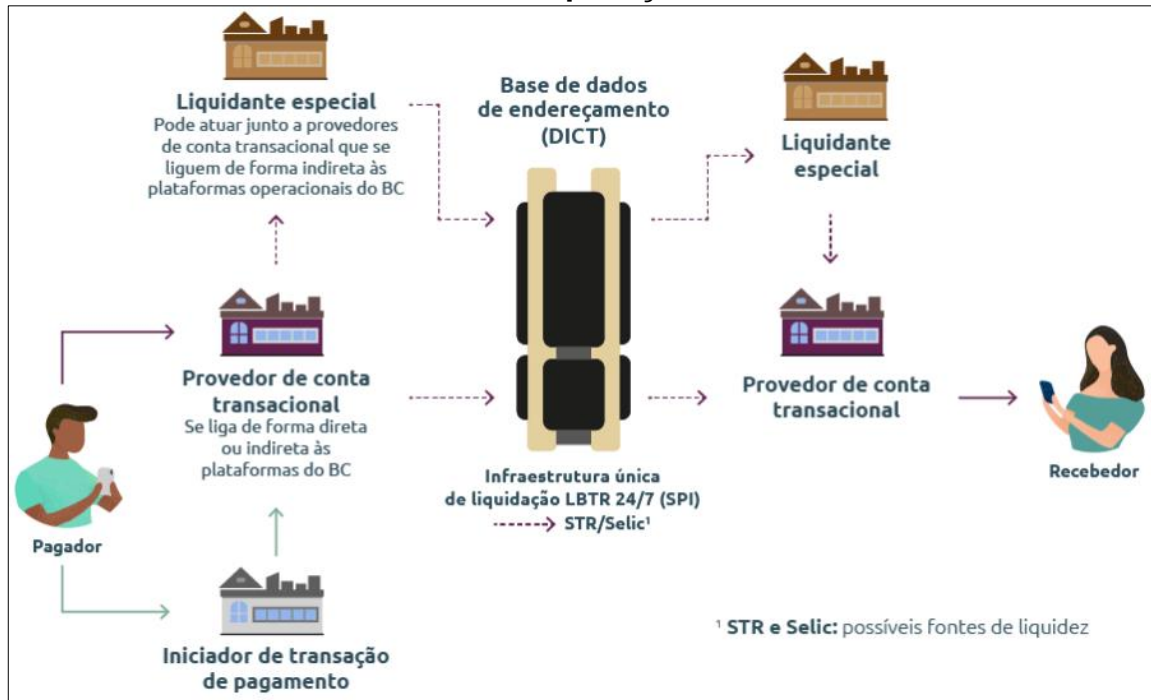 Liquidante especial
Pode atuar junto a provedores
de conta transacional que se
liguem de forma indireta às
plataformas operacionais do BC
Base de dados
de endereçamento
(DICT)
Liquidante
especial
Provedor de conta
transacional
Se liga de forma direta
ou indireta às
plataformas do BC
Provedor de conta
transacional
Infraestrutura única
de liquidação LBTR 24/7 (SPI)
STR/Selic¹
Recebedor
Pagador
Iniciador de transação
de pagamento
¹ STR e Selic: possíveis fontes de liquidez